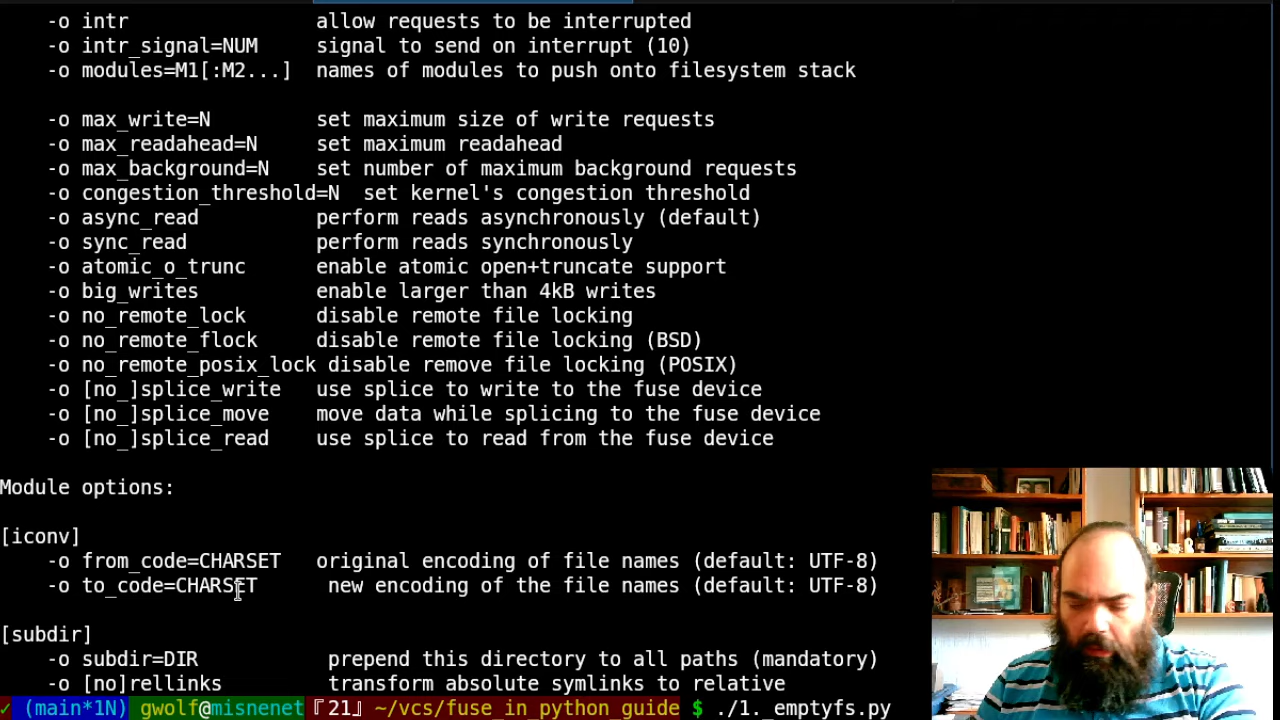 -o intr                allow requests to be interrupted
-o intr_signal=NUM     signal to send on interrupt (10)
-o modules=M1[:M2...]  names of modules to push onto filesystem stack
-o max_write=N         set maximum size of write requests
-o max_readahead=N     set maximum readahead
-o max_background=N    set number of maximum background requests
-o congestion_threshold=N  set kernel's congestion threshold
-o async_read          perform reads asynchronously (default)
-o sync_read           perform reads synchronously
-o atomic_o_trunc      enable atomic open+truncate support
-o big_writes          enable larger than 4kB writes
-o no_remote_lock      disable remote file locking
-o no_remote_flock     disable remote file locking (BSD)
-o no_remote_posix_lock disable remove file locking (POSIX)
-o [no_]splice_write   use splice to write to the fuse device
-o [no_]splice_move    move data while splicing to the fuse device
-o [no_]splice_read    use splice to read from the fuse device
Module options:
[iconv]
-o from_code=CHARSET   original encoding of file names (default: UTF-8)
-o to_code=CHARSET      new encoding of the file names (default: UTF-8)
[subdir]
-o subdir=DIR           prepend this directory to all paths (mandatory)
-o [no]rellinks         transform absolute symlinks to relative
✓ (main*1N) gwolf@misnenet『21』~/vcs/fuse_in_python_guide $ ./1._emptyfs.py